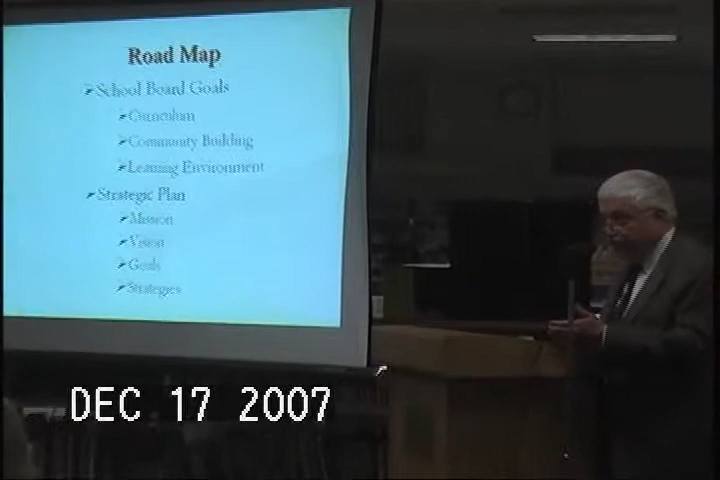 Road Map
➢School Board Goals
➢Curriculum
➢Community Building
➢Learning Environment
➢Strategic Plan
➢Mission
➢Vision
➢Goals
➢Strategies
DEC 17 2007